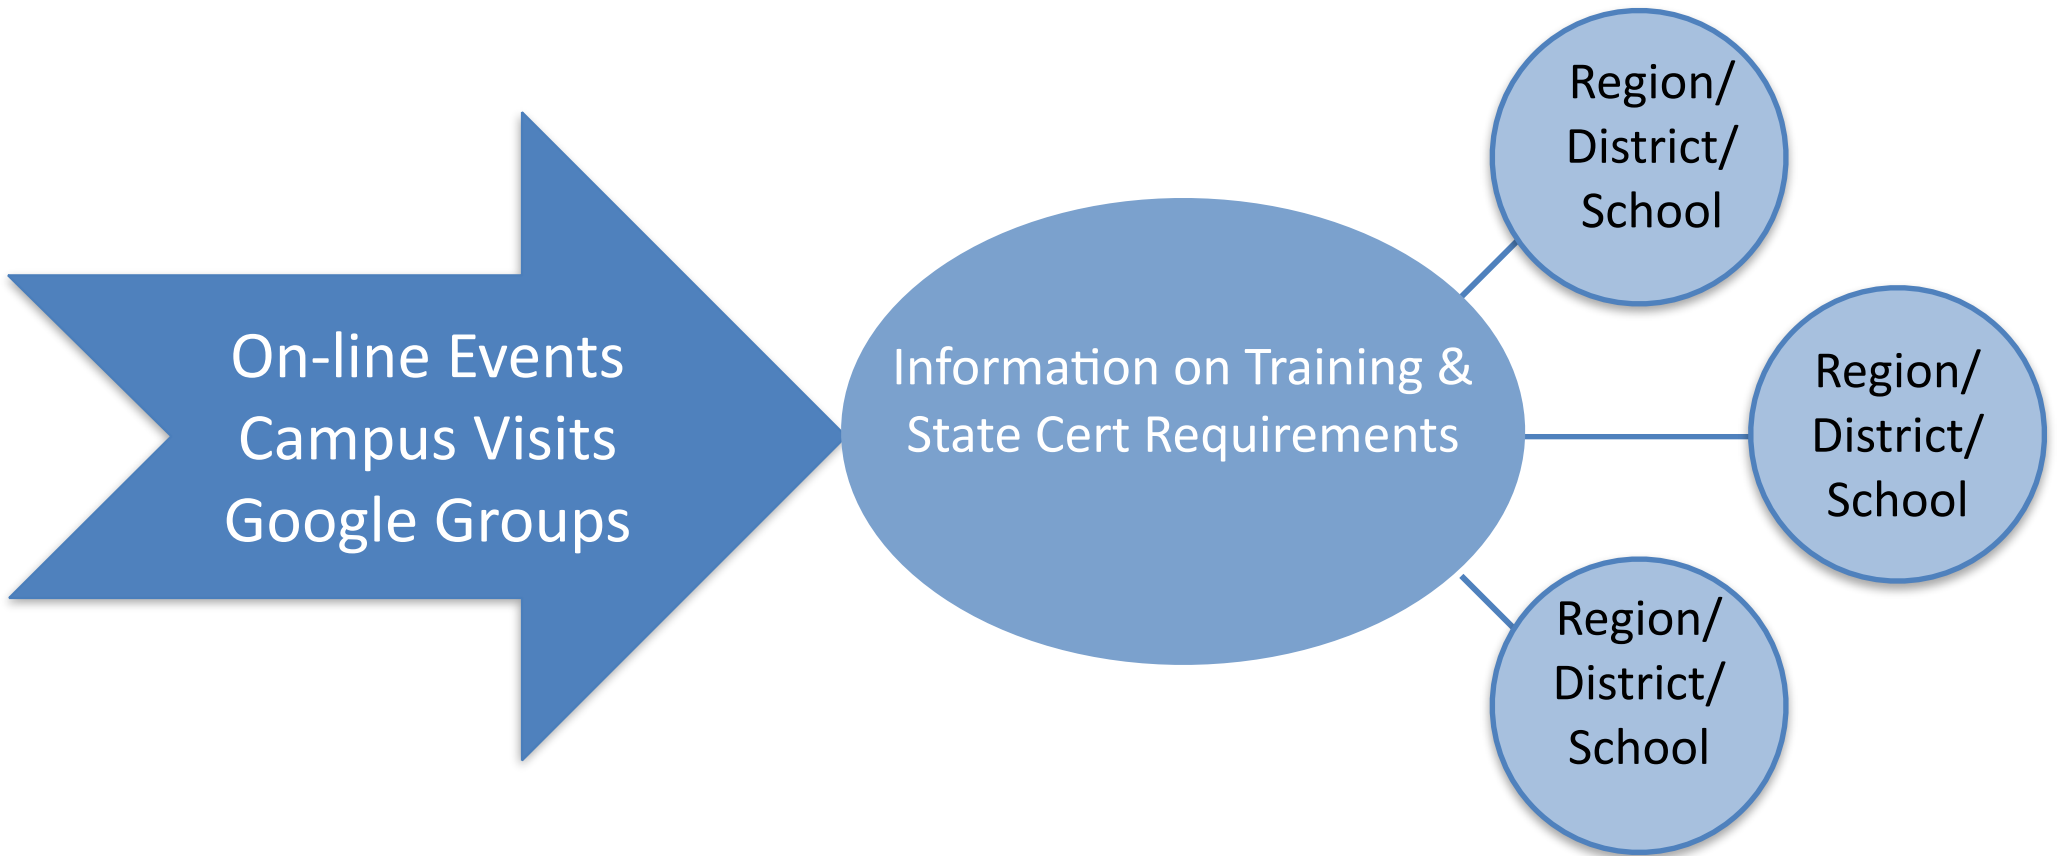 On-line Events
Campus Visits
Google Groups
Information on Training &
State Cert Requirements
Region/
District/
School
Region/
District/
School
Region/
District/
School